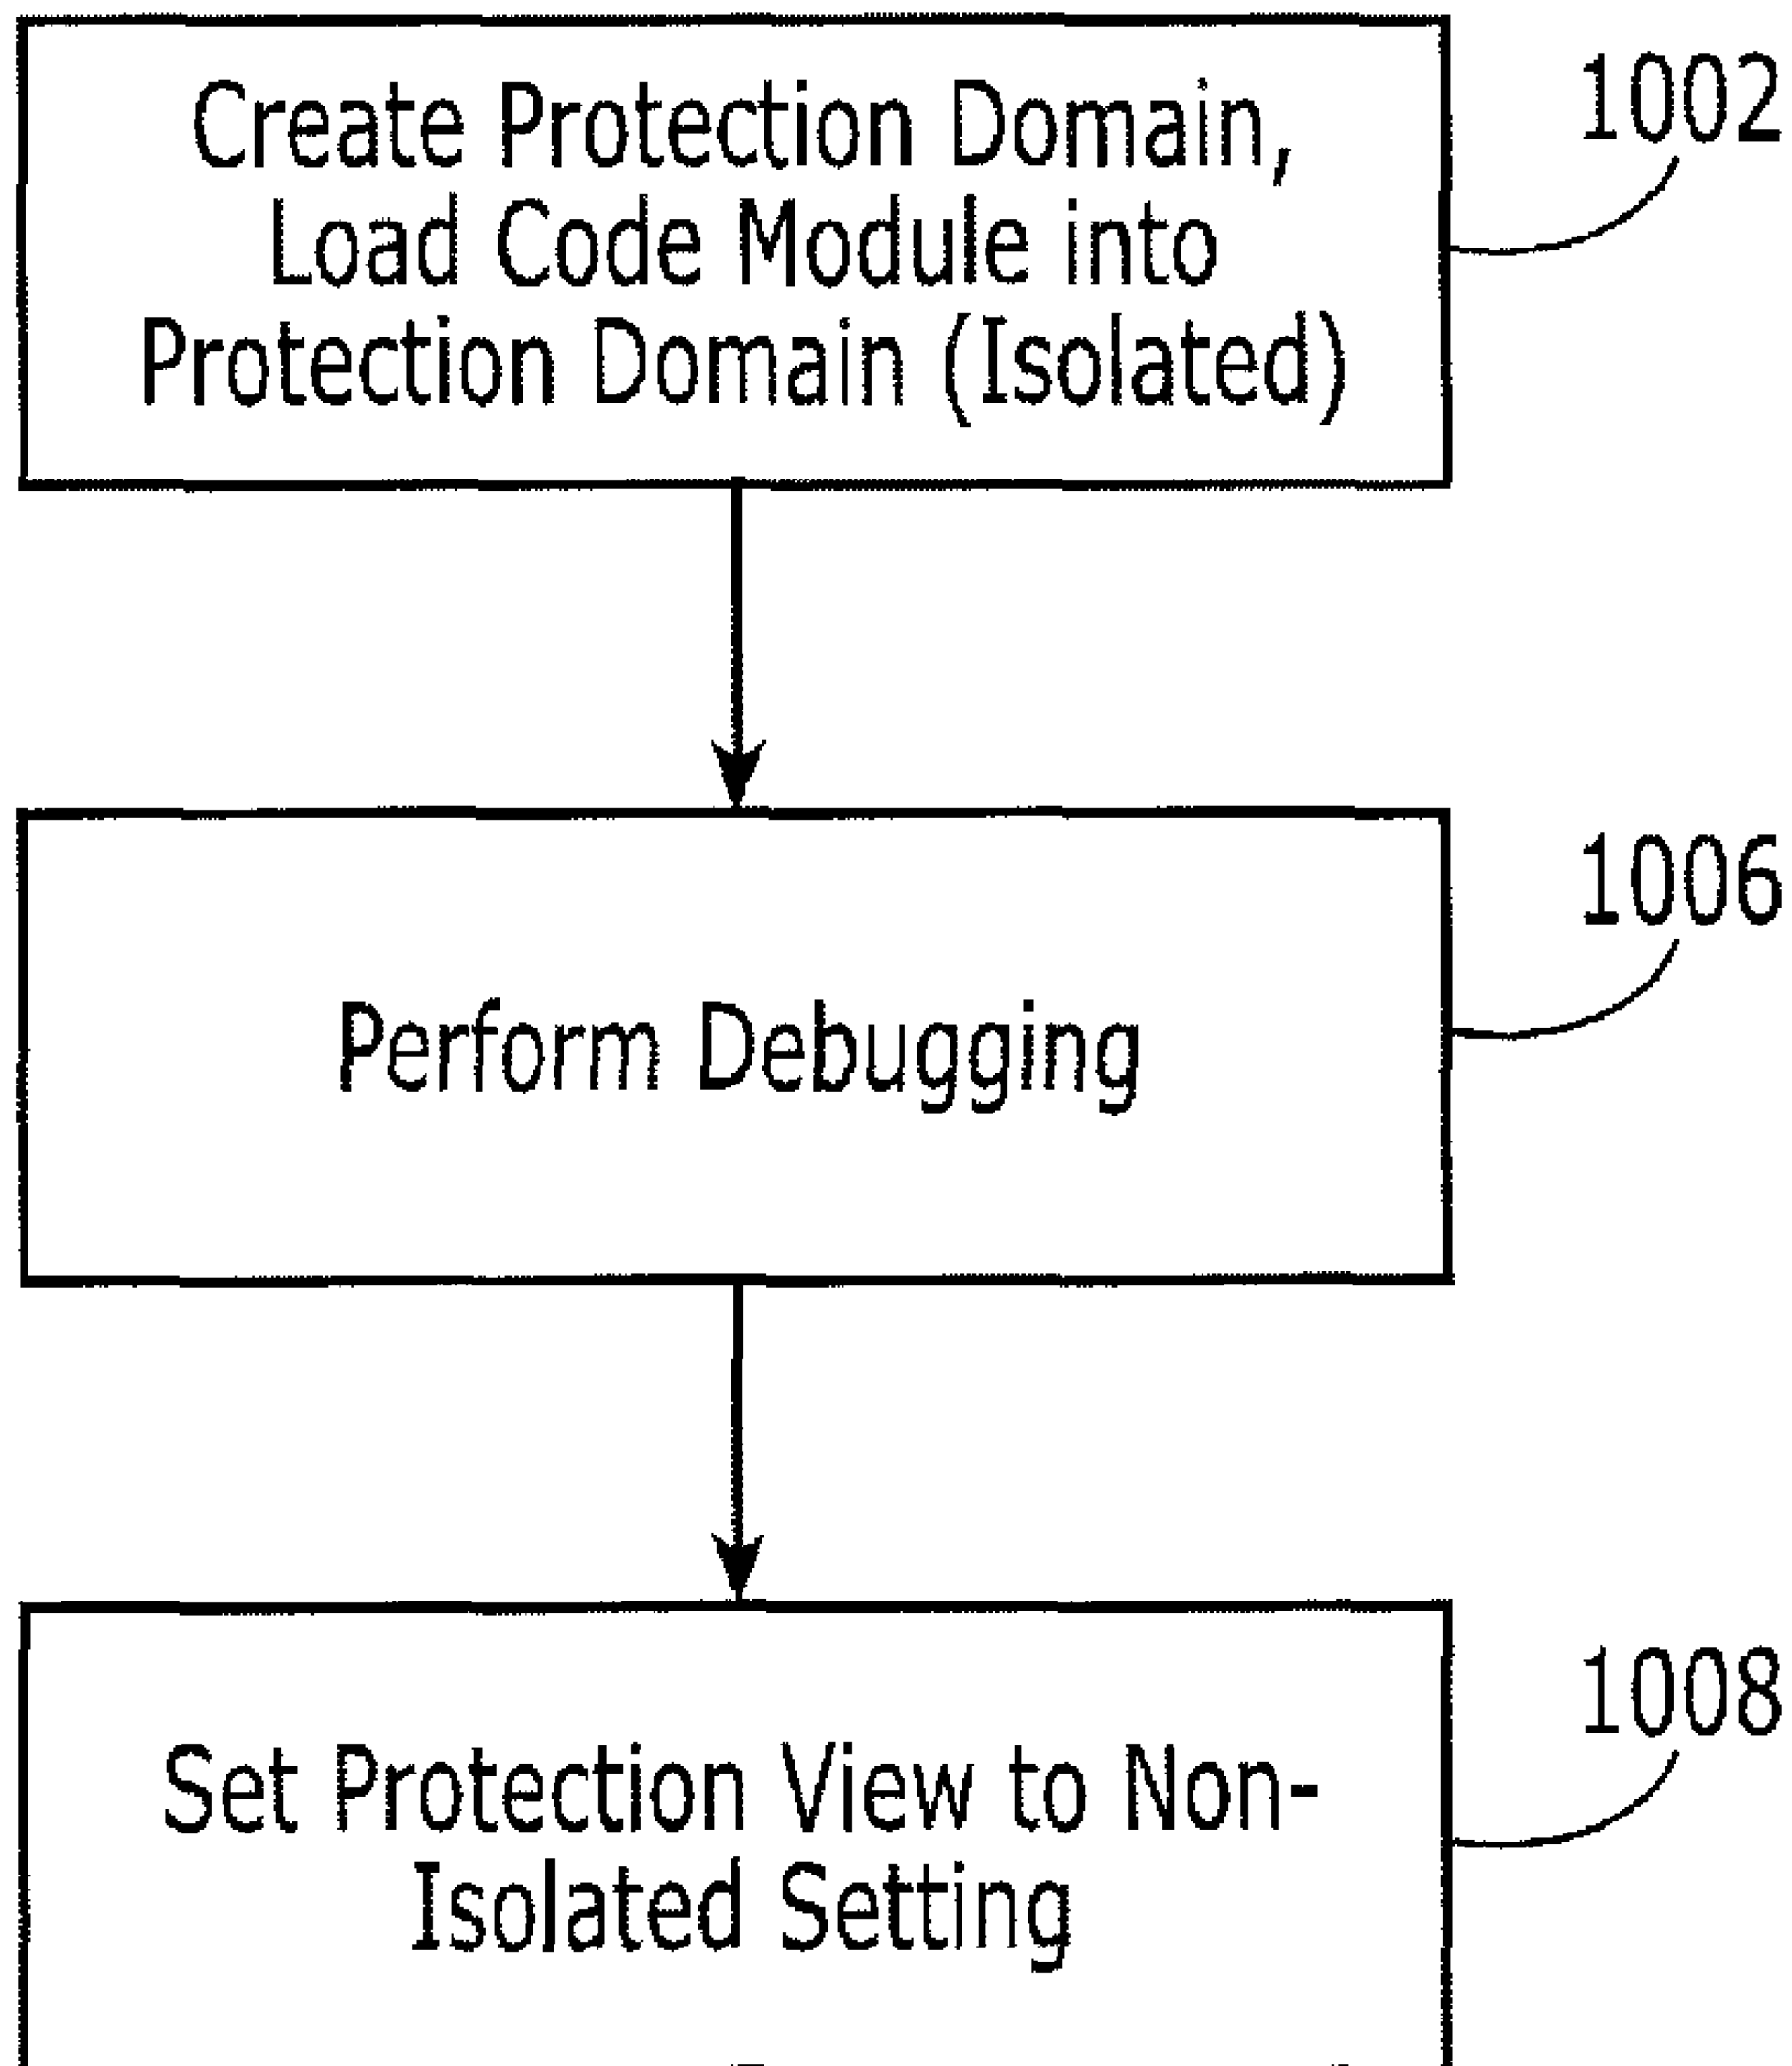 Create Protection Domain,
Load Code Module into
Protection Domain (Isolated)
1002
Perform Debugging
1006
Set Protection View to Non-
Isolated Setting
1008